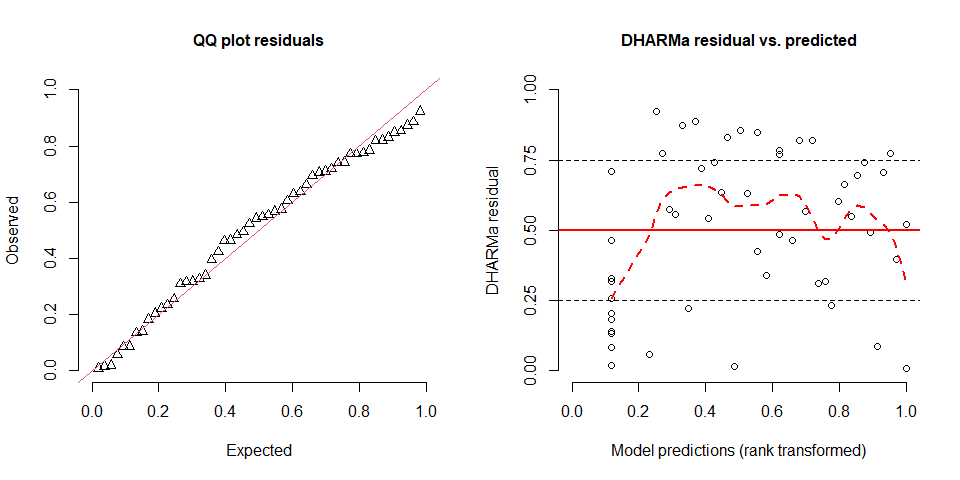 QQ plot residuals
Observed
0.0 0.2 0.4 0.6 0.8 1.0
0.0 0.2 0.4 0.6 0.8 1.0
Expected
DHARMa residual vs. predicted
DHARMa residual
0.00 0.25 0.50 0.75 1.00
0.0 0.2 0.4 0.6 0.8 1.0
Model predictions (rank transformed)